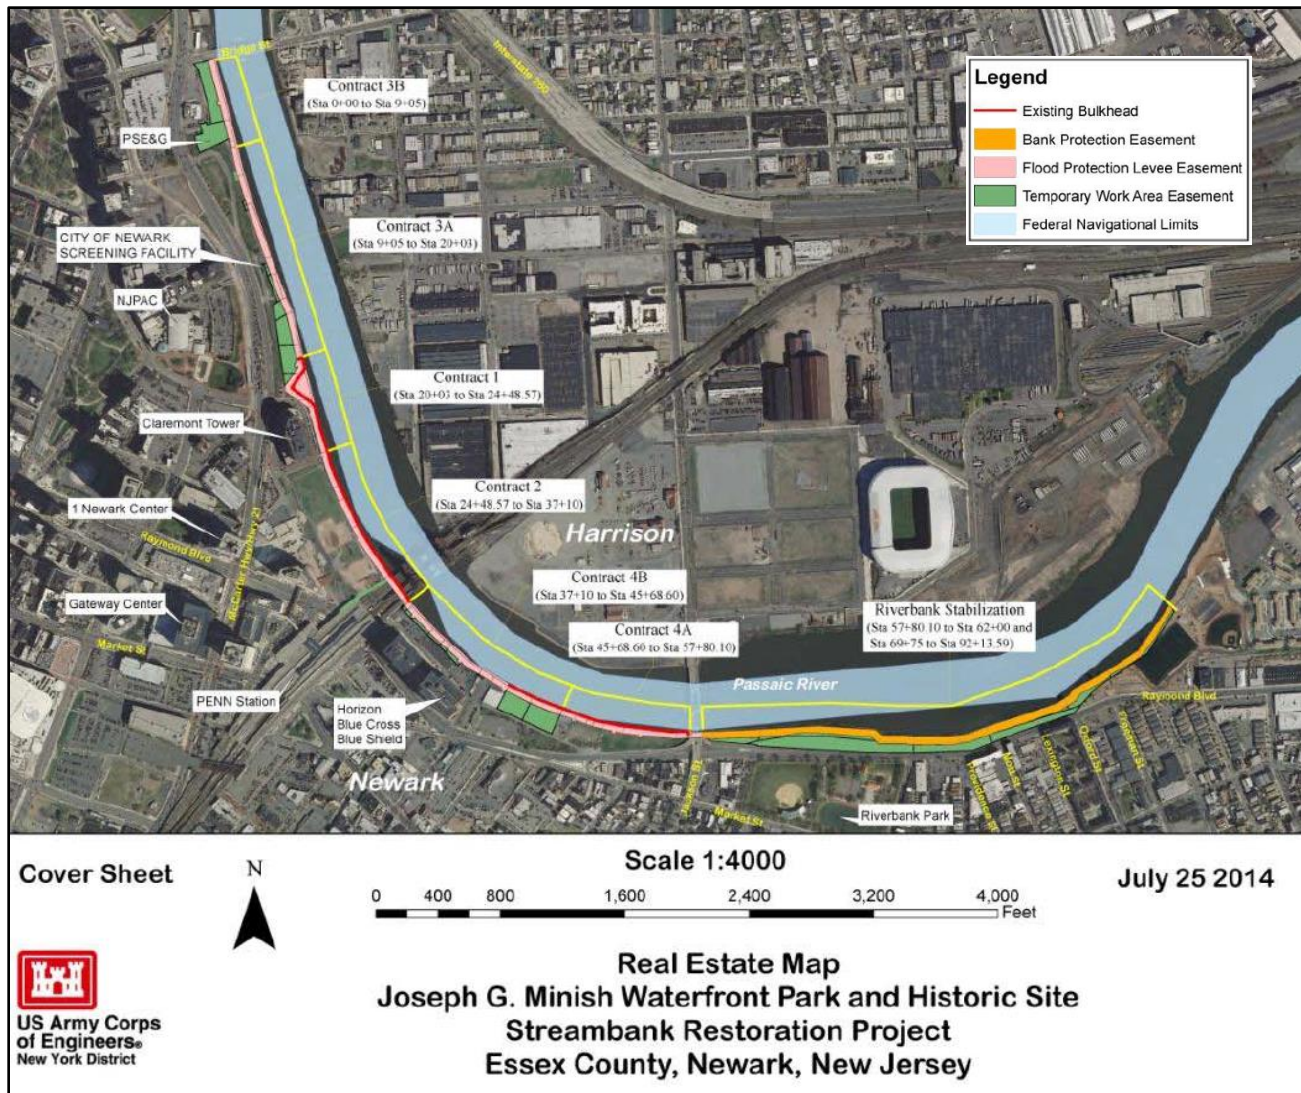 Bridge St
Interstate 280
Contract 3B
(Sta 0+00 to Sta 9+05)
PSE&G
Legend
Existing Bulkhead
Bank Protection Easement
Flood Protection Levee Easement
Temporary Work Area Easement
Federal Navigational Limits
Contract 3A
(Sta 9+05 to Sta 20+03)
CITY OF NEWARK
SCREENING FACILITY
NJPAC
Contract 1
(Sta 20+03 to Sta 24+48.57)
Claremont Tower
Contract 2
(Sta 24+48.57 to Sta 37+10)
1 Newark Center
Raymond Blvd
McCarter Hwy/Hwy 21
Harrison
Contract 4B
(Sta 37+10 to Sta 45+68.60)
Gateway Center
Market St
Contract 4A
(Sta 45+68.60 to Sta 57+80.10)
Riverbank Stabilization
(Sta 57+80.10 to Sta 62+00 and
Sta 69+75 to Sta 92+13.59)
Passaic River
PENN Station
Horizon
Blue Cross
Blue Shield
Raymond Blvd
Newark
Jackson St
Market St
Riverbank Park
Providence St
Mott St
Lexington St
Oxford St
Freeman St
Cover Sheet
N
Scale 1:4000
0 400 800 1,600 2,400 3,200 4,000
Feet
July 25 2014
US Army Corps
of Engineers®
New York District
Real Estate Map
Joseph G. Minish Waterfront Park and Historic Site
Streambank Restoration Project
Essex County, Newark, New Jersey